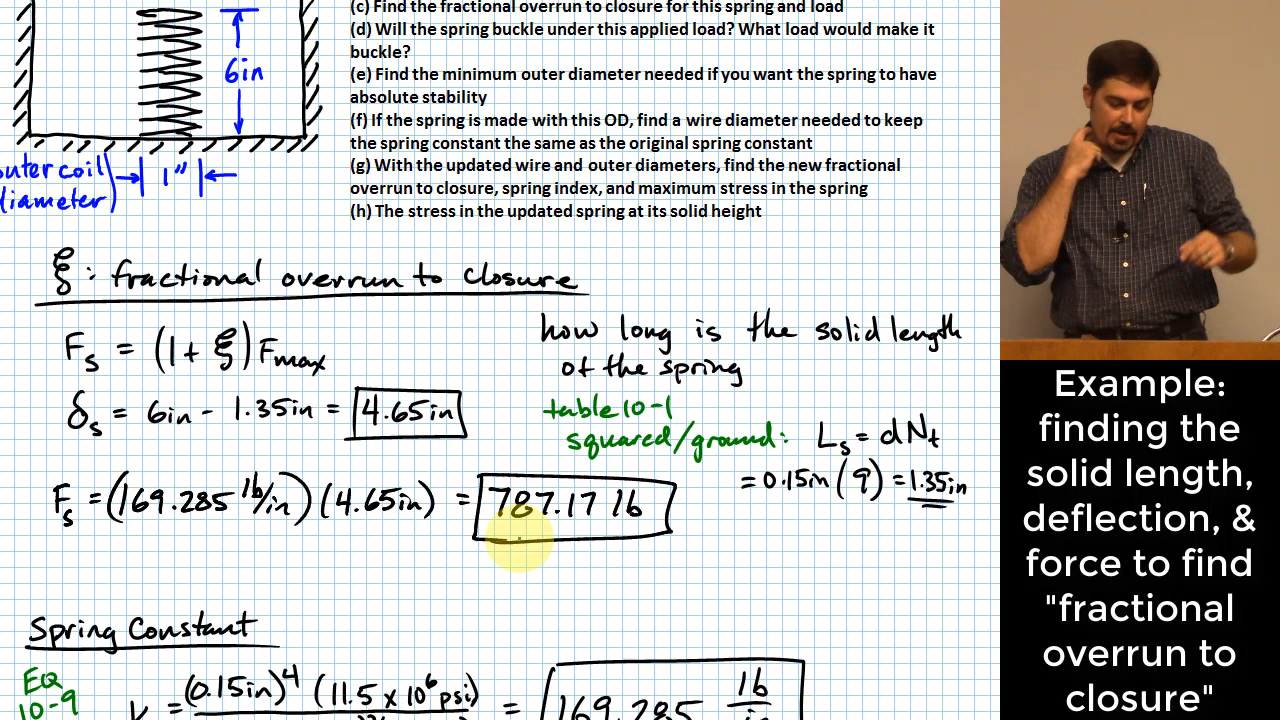 (c) Find the fractional overrun to closure for this spring and load
(d) Will the spring buckle under this applied load? What load would make it
buckle?
(e) Find the minimum outer diameter needed if you want the spring to have
absolute stability
(f) If the spring is made with this OD, find a wire diameter needed to keep
the spring constant the same as the original spring constant
(g) With the updated wire and outer diameters, find the new fractional
overrun to closure, spring index, and maximum stress in the spring
(h) The stress in the updated spring at its solid height
6in
outer coil
diameter
1"
ξ: fractional overrun to closure
Fs = (1 + ξ) Fmax
δs = 6in - 1.35in = 4.65in
Fs = (169.285 lb/in)(4.65in) = 787.17 lb
how long is the solid length
of the spring
table 10-1
squared/ground: Ls = dNt
= 0.15in (9) = 1.35in
Spring Constant
EQ
10-9
k = (0.15in)^4 (11.5 x 10^6 psi) = 169.285 lb
Example:
finding the
solid length,
deflection, &
force to find
"fractional
overrun to
closure"